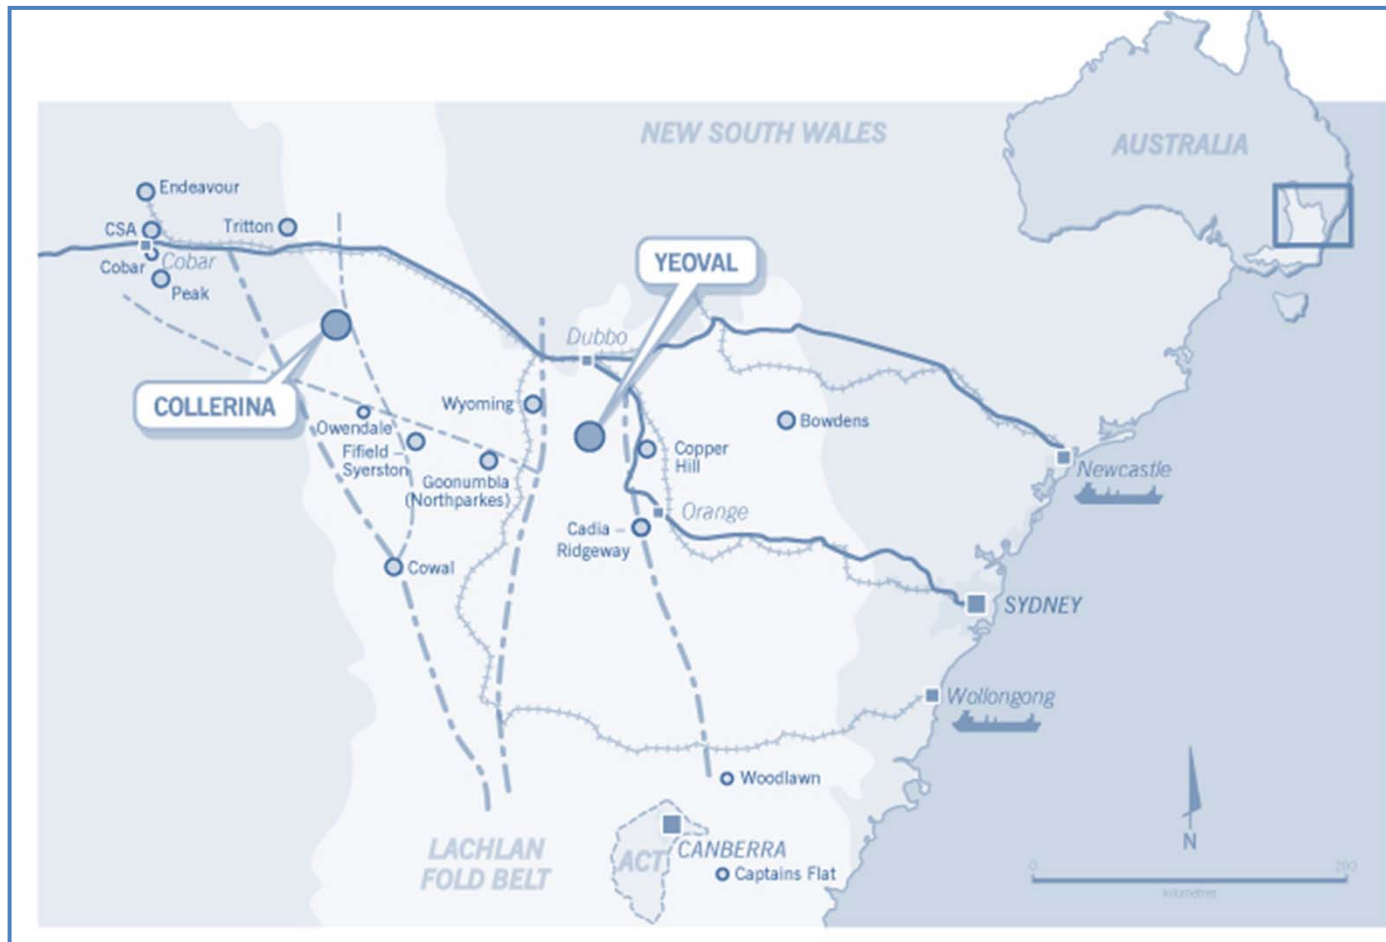 NEW SOUTH WALES
AUSTRALIA
Endeavour
CSA
Tritton
Cobar
Cobar
Peak
YEOVAL
COLLERINA
Dubbo
Wyoming
Owendale
Fifield –
Syerston
Goonumbla
(Northparkes)
Copper
Hill
Bowdens
Newcastle
Orange
Cadia –
Ridgeway
Cowal
SYDNEY
Wollongong
Woodlawn
LACHLAN
FOLD BELT
ACT
CANBERRA
Captains Flat
N
0
200
kilometres